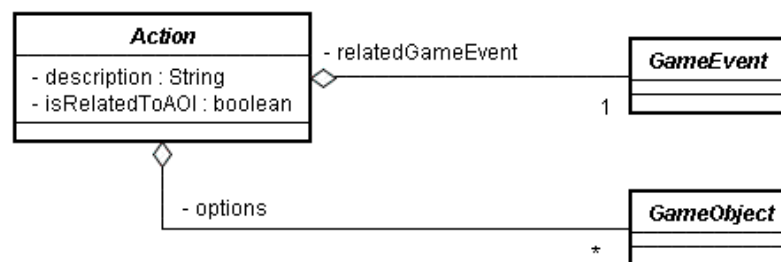 Action
- description : String
- isRelatedToAOI : boolean
- relatedGameEvent
1
GameEvent
- options
*
GameObject